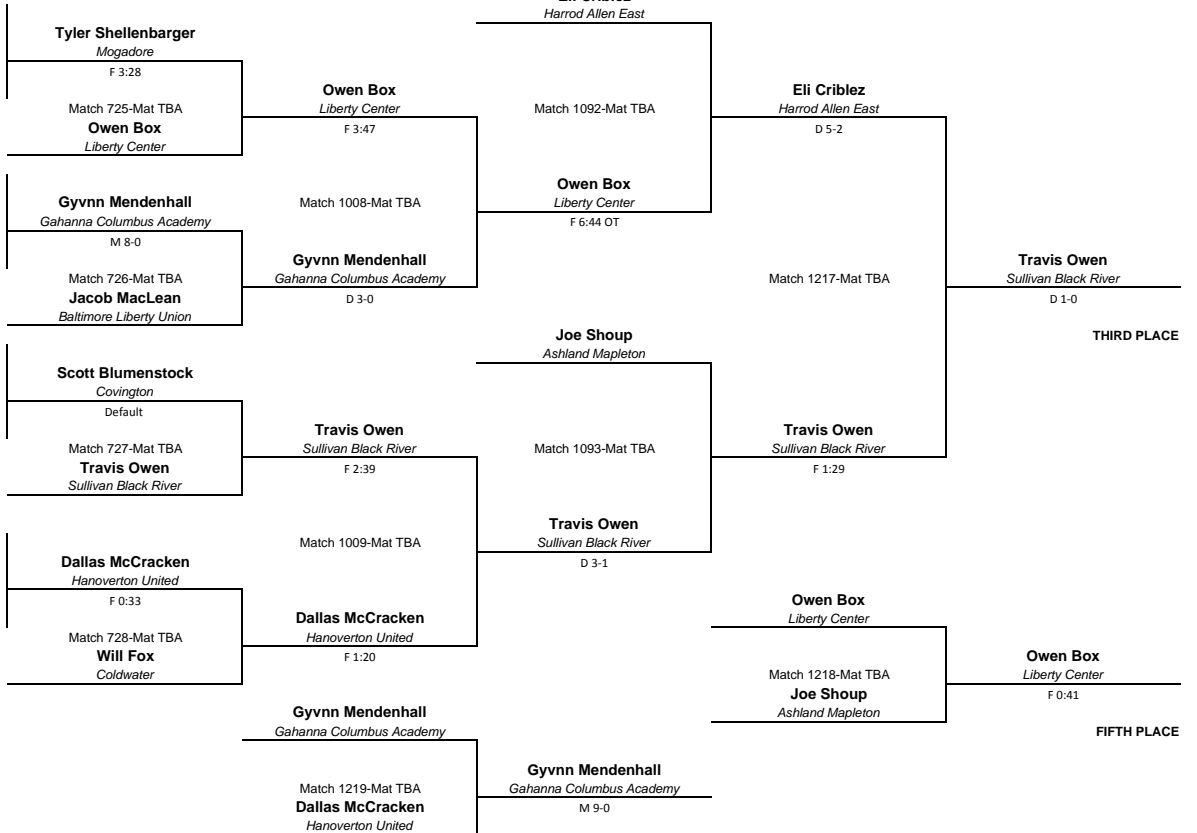 Eli Criblez
Harrod Allen East
Tyler Shellenbarger
Mogadore
F 3:28
Match 725-Mat TBA
Owen Box
Liberty Center
Owen Box
Liberty Center
F 3:47
Match 1092-Mat TBA
Eli Criblez
Harrod Allen East
D 5-2
Gyvnn Mendenhall
Gahanna Columbus Academy
M 8-0
Match 1008-Mat TBA
Owen Box
Liberty Center
F 6:44 OT
Match 726-Mat TBA
Jacob MacLean
Baltimore Liberty Union
Gyvnn Mendenhall
Gahanna Columbus Academy
D 3-0
Match 1217-Mat TBA
Travis Owen
Sullivan Black River
D 1-0
THIRD PLACE
Joe Shoup
Ashland Mapleton
Scott Blumenstock
Covington
Default
Match 727-Mat TBA
Travis Owen
Sullivan Black River
Travis Owen
Sullivan Black River
F 2:39
Match 1093-Mat TBA
Travis Owen
Sullivan Black River
F 1:29
Match 1009-Mat TBA
Travis Owen
Sullivan Black River
D 3-1
Dallas McCracken
Hanoverton United
F 0:33
Match 728-Mat TBA
Will Fox
Coldwater
Dallas McCracken
Hanoverton United
F 1:20
Owen Box
Liberty Center
Match 1218-Mat TBA
Joe Shoup
Ashland Mapleton
Owen Box
Liberty Center
F 0:41
FIFTH PLACE
Gyvnn Mendenhall
Gahanna Columbus Academy
Match 1219-Mat TBA
Dallas McCracken
Hanoverton United
Gyvnn Mendenhall
Gahanna Columbus Academy
M 9-0